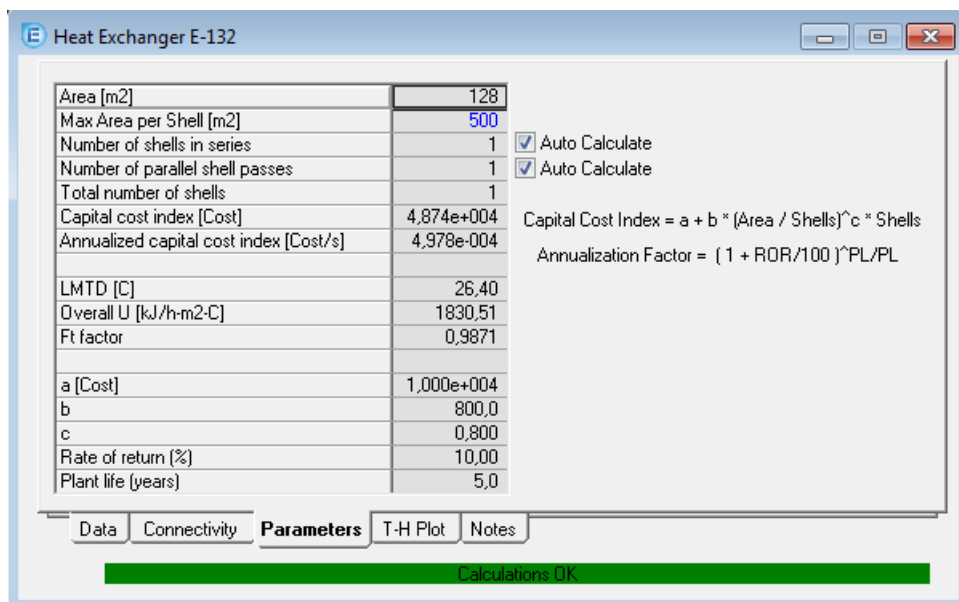 E Heat Exchanger E-132
Area [m2] 128
Max Area per Shell [m2] 500
Number of shells in series 1 Auto Calculate
Number of parallel shell passes 1 Auto Calculate
Total number of shells 1
Capital cost index [Cost] 4,874e+004 Capital Cost Index = a + b * (Area / Shells)^c * Shells
Annualized capital cost index [Cost/s] 4,978e-004 Annualization Factor = ( 1 + ROR/100 )^PL/PL
LMTD [C] 26,40
Overall U [kJ/h-m2-C] 1830,51
Ft factor 0,9871
a [Cost] 1,000e+004
b 800,0
c 0,800
Rate of return (%) 10,00
Plant life (years) 5,0
Data Connectivity Parameters T-H Plot Notes
Calculations OK